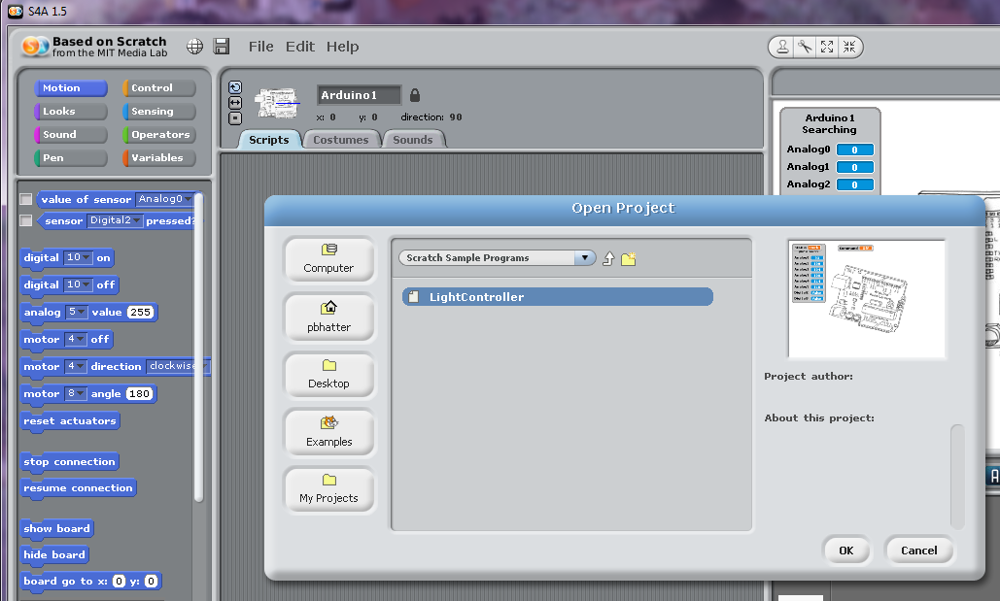 S4A 1.5
Based on Scratch
from the MIT Media Lab
File Edit Help
Motion Control
Looks Sensing
Sound Operators
Pen Variables
Arduino1
x: 0 y: 0 direction: 90
Scripts Costumes Sounds
Arduino1
Searching
Analog0 0
Analog1 0
Analog2 0
value of sensor Analog0
sensor Digital2 pressed?
digital 10 on
digital 10 off
analog 5 value 255
motor 4 off
motor 4 direction clockwise
motor 8 angle 180
reset actuators
stop connection
resume connection
show board
hide board
board go to x: 0 y: 0
Open Project
Computer
pbhatter
Desktop
Examples
My Projects
Scratch Sample Programs
LightController
Project author:
About this project:
OK Cancel
A